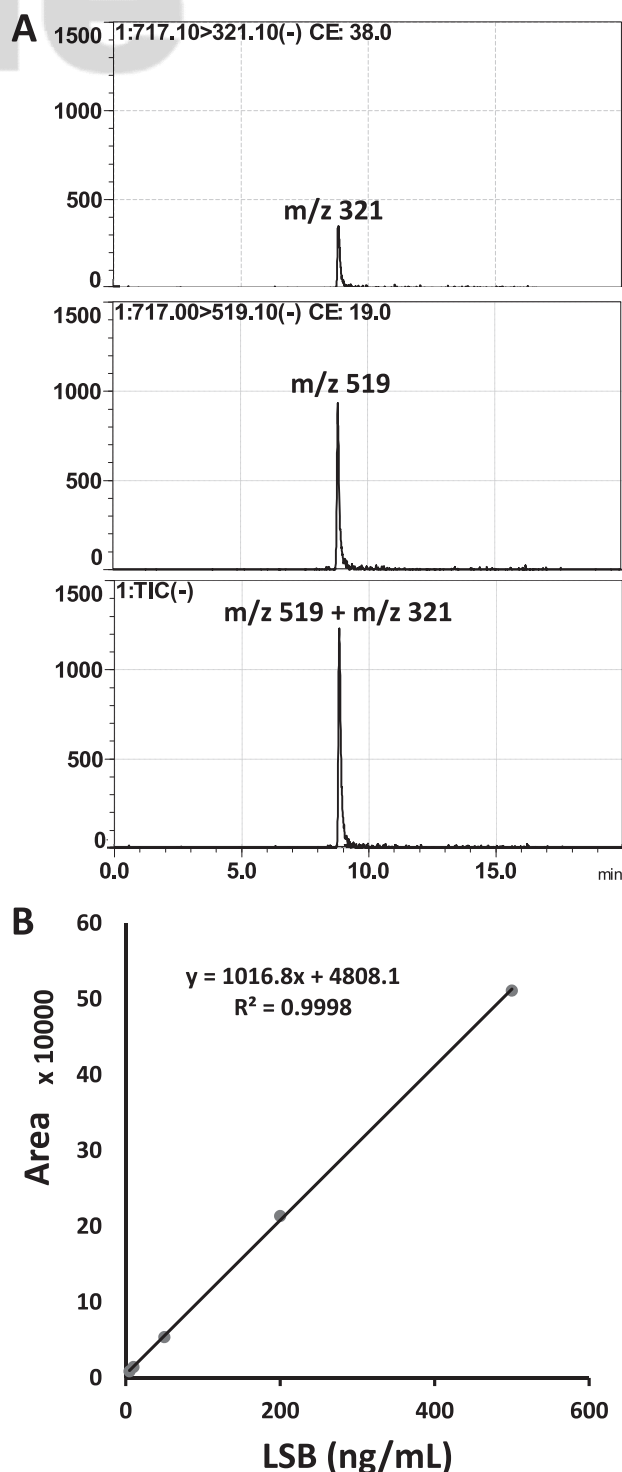 A
1:717.10>321.10(-) CE: 38.0
1500
1000
500
0
m/z 321
1:717.00>519.10(-) CE: 19.0
1500
1000
500
0
m/z 519
1:TIC(-)
1500
1000
500
0
m/z 519 + m/z 321
0.0 5.0 10.0 15.0 min
B
60
50
40
30
20
10
0
Area x 10000
y = 1016.8x + 4808.1
R² = 0.9998
0 200 400 600
LSB (ng/mL)